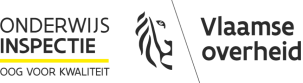 ONDERWIJS
INSPECTIE
OOG VOOR KWALITEIT
Vlaamse
overheid